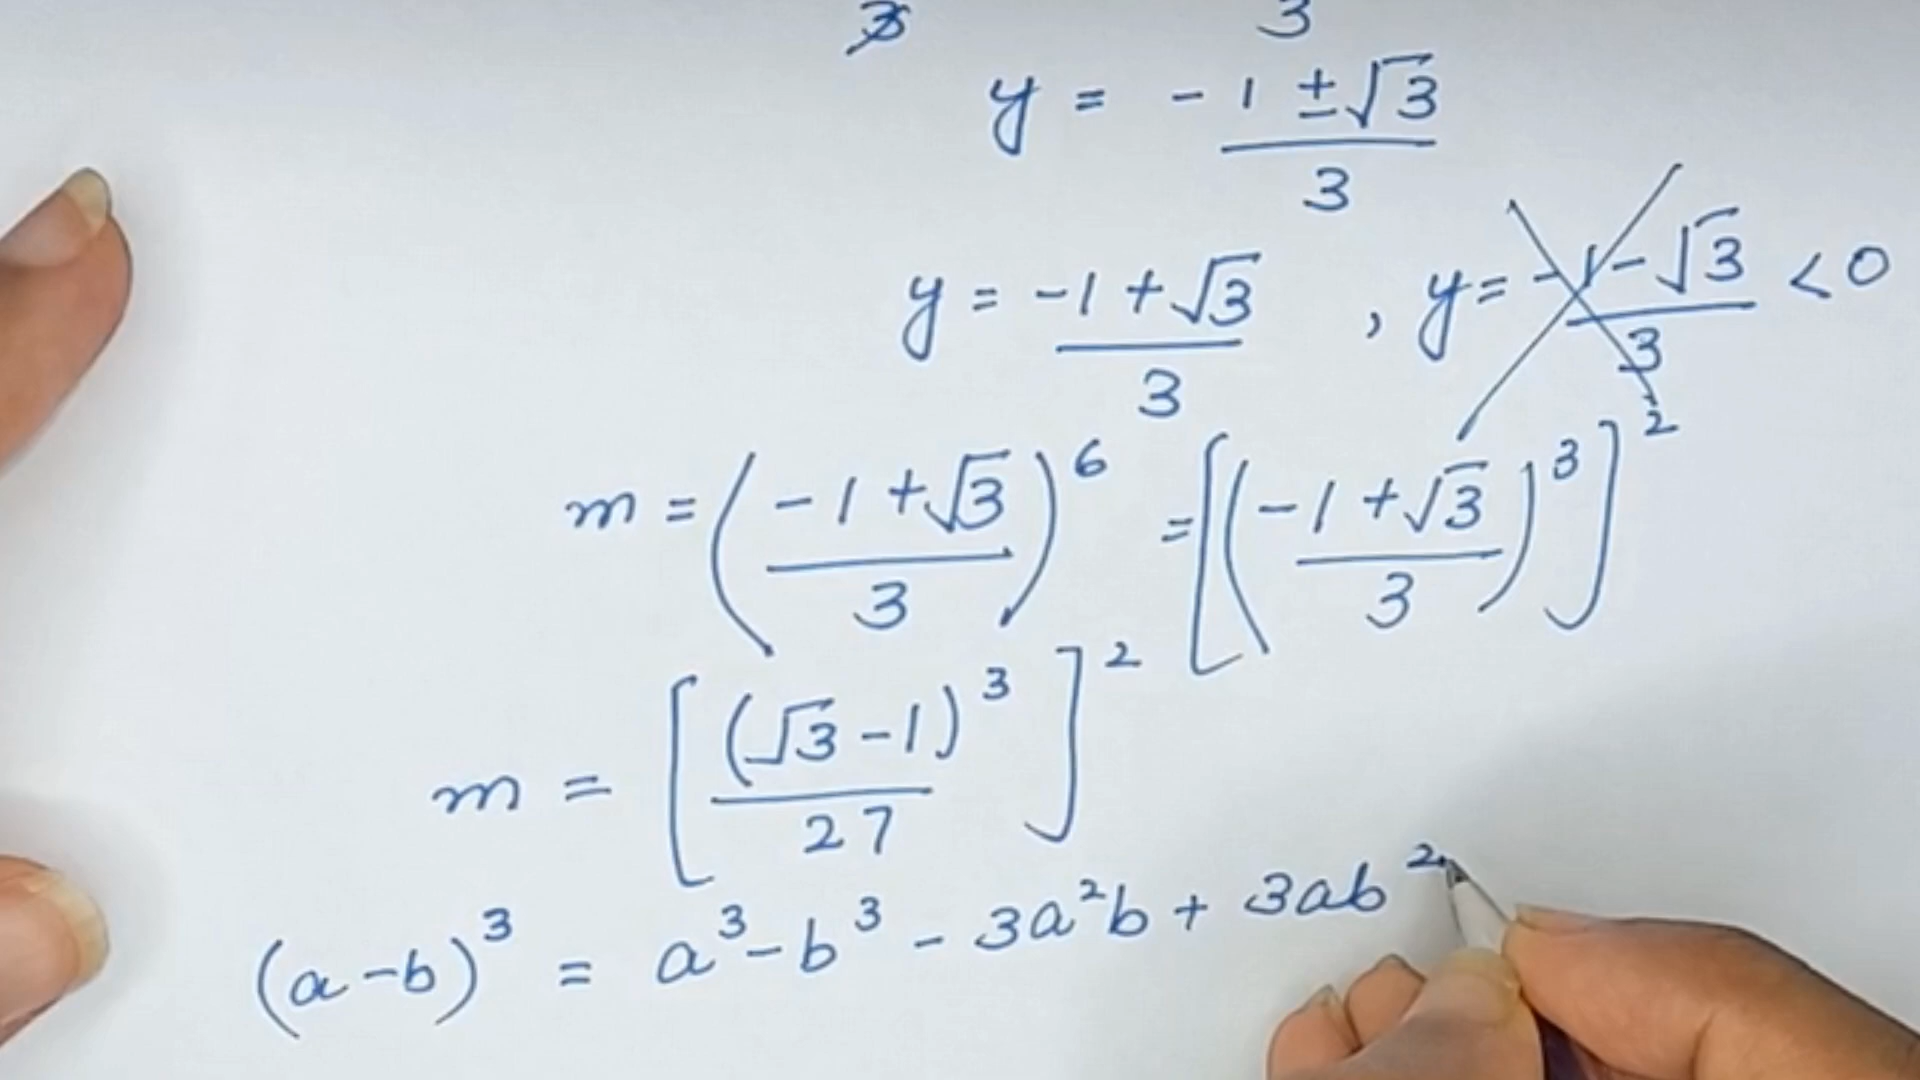 3 3
y = -1 ± √3 / 3
y = -1 + √3 / 3 , y = -1 - √3 / 3 < 0
m = ( -1 + √3 / 3 )⁶ = [ ( -1 + √3 / 3 )³ ]²
m = [ (√3 - 1)³ / 27 ]²
(a - b)³ = a³ - b³ - 3a²b + 3ab²